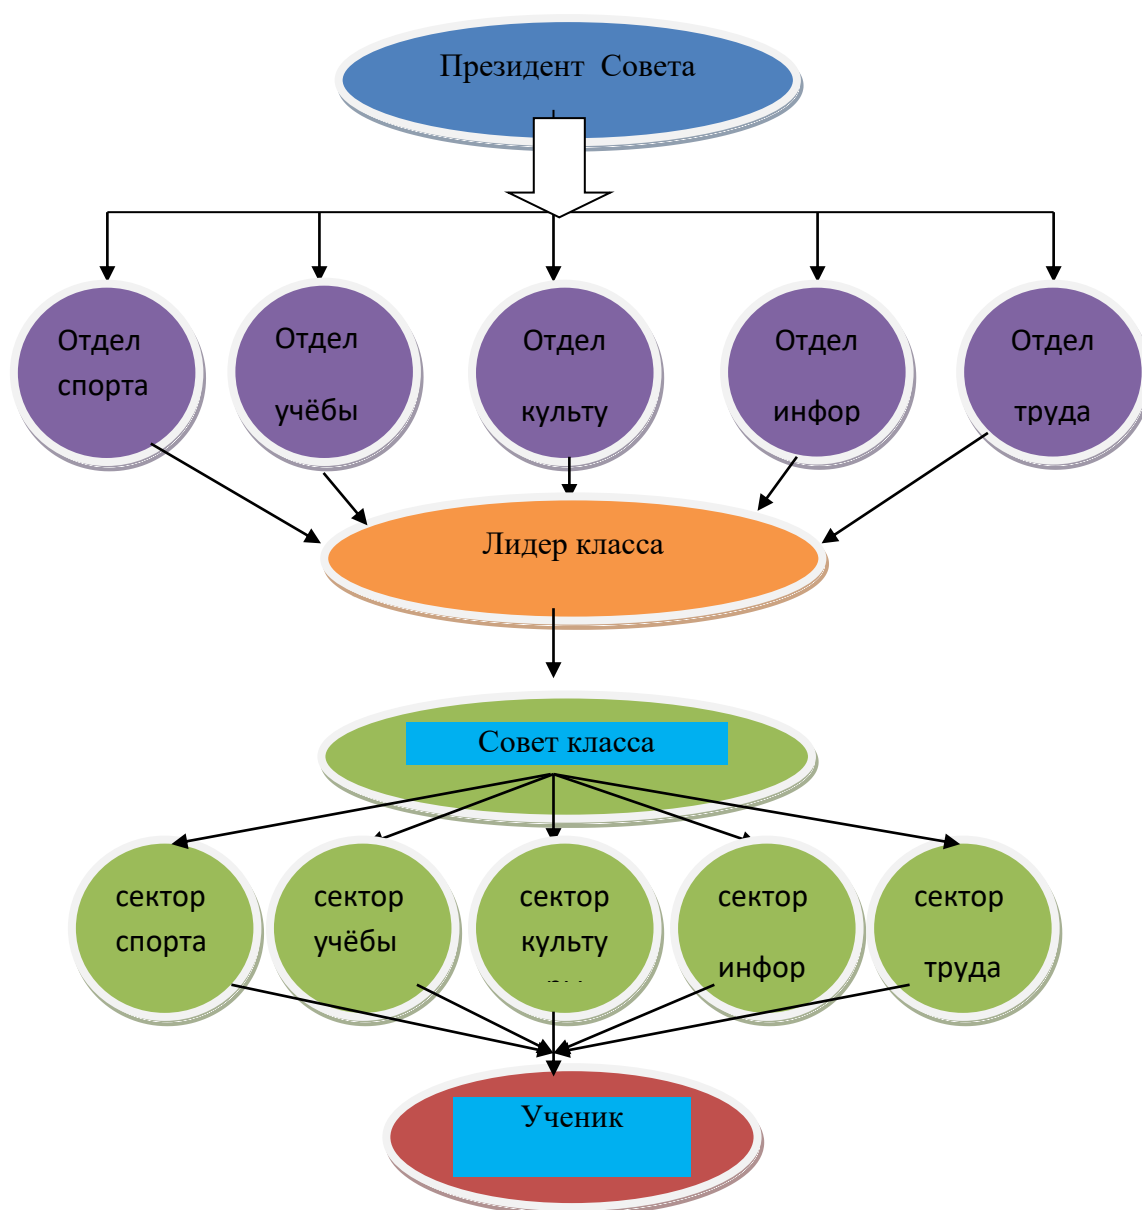 Президент Совета
Отдел
спорта
Отдел
учёбы
Отдел
культу
Отдел
инфор
Отдел
труда
Лидер класса
Совет класса
сектор
спорта
сектор
учёбы
сектор
культу
сектор
инфор
сектор
труда
Ученик